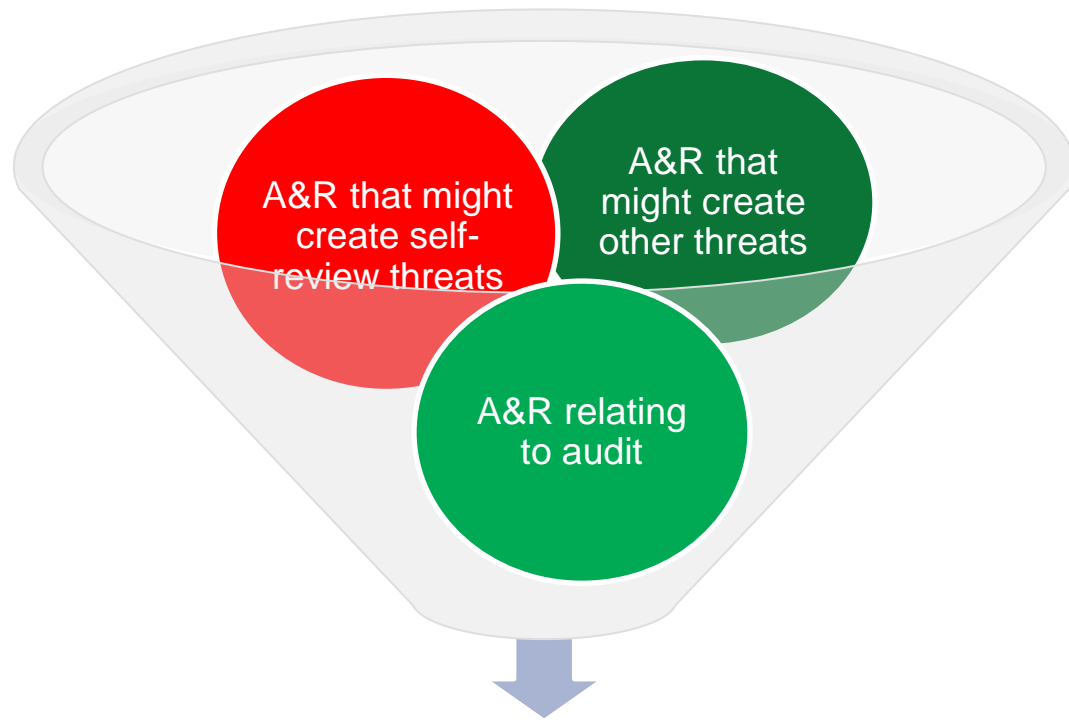 A&R that might
create self-
review threats
A&R that
might create
other threats
A&R relating
to audit